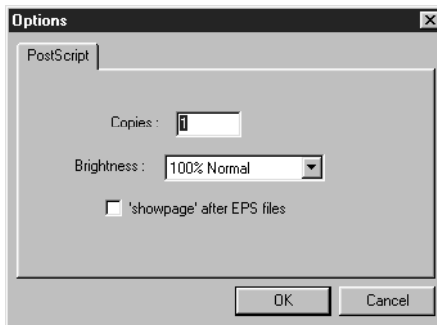 Options
PostScript
Copies : 1
Brightness : 100% Normal
'showpage' after EPS files
OK Cancel